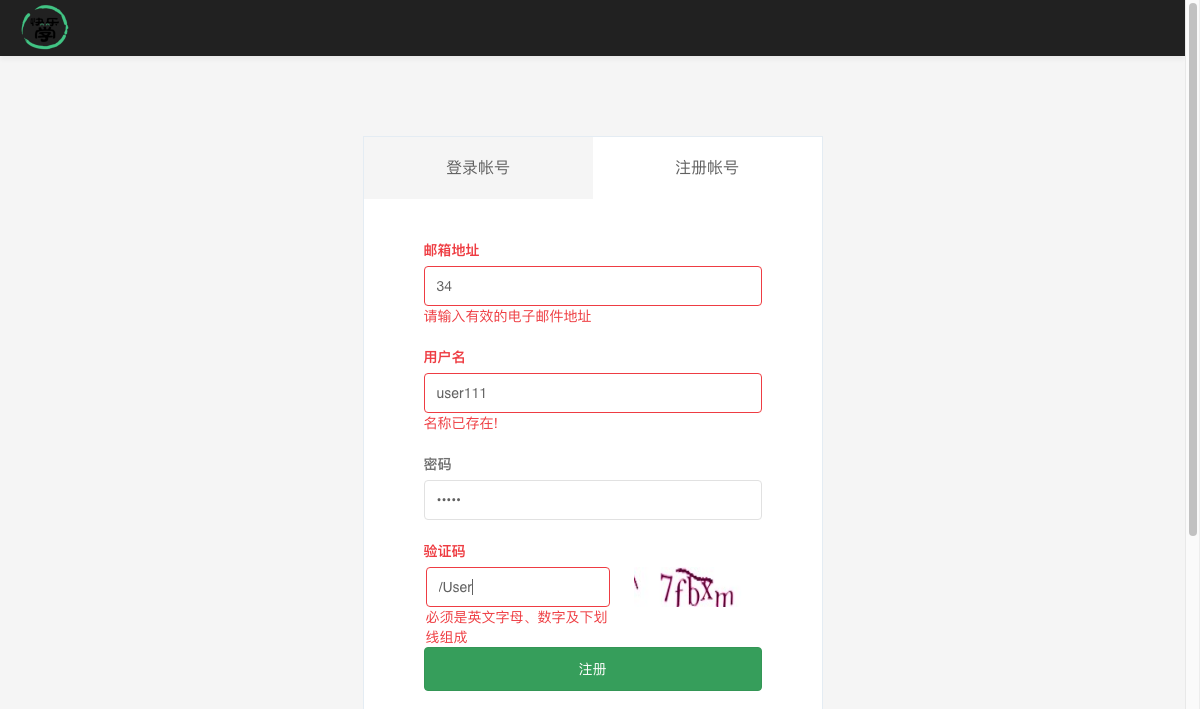 快乐
學
登录帐号
注册帐号
邮箱地址
34
请输入有效的电子邮件地址
用户名
user111
名称已存在!
密码
•••••
验证码
/User
7fbxm
必须是英文字母、数字及下划
线组成
注册